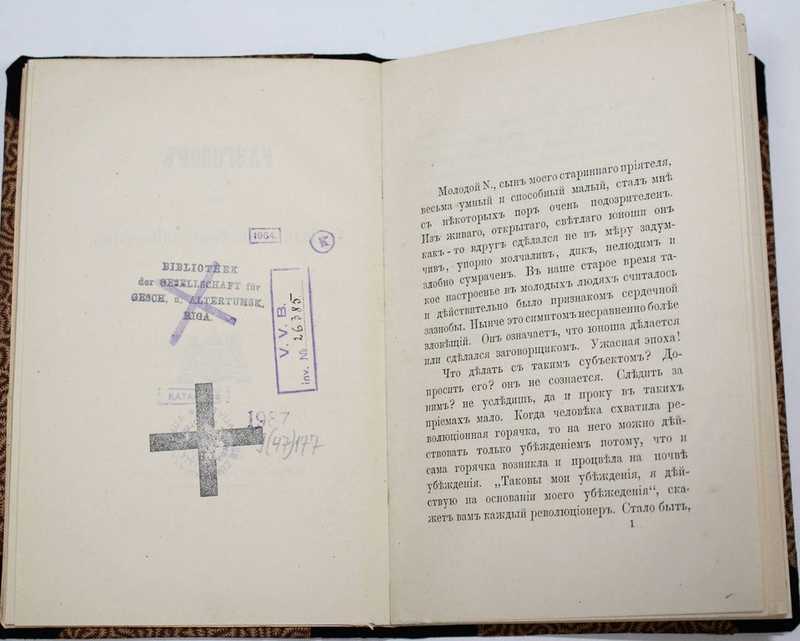 1964.
К
BIBLIOTHEK
der GESELLSCHAFT für
GESCH. u. ALTERTUMSK.
RIGA
V. V. B.
inv. № 26385
1987
9(47)177
Молодой N., сынъ моего стариннаго пріятеля,
весьма умный и способный малый, сталъ мнѣ
съ нѣкоторыхъ поръ очень подозрителенъ.
Изъ живаго, открытаго, свѣтлаго юноши онъ
какъ-то вдругъ сдѣлался не въ мѣру задум-
чивъ, упорно молчаливъ, дикъ, нелюдимъ и
злобно сумраченъ. Въ наше старое время та-
кое настроенье въ молодыхъ людяхъ считалось
и дѣйствительно было признакомъ сердечной
зазнобы. Нынче это симптомъ несравненно болѣе
зловѣщій. Онъ означаетъ, что юноша дѣлается
или сдѣлался заговорщикомъ. Ужасная эпоха!
Что дѣлать съ такимъ субъектомъ? До-
просить его? онъ не сознается. Слѣдить за
нимъ? не услѣдишь, да и проку въ такихъ
пріемахъ мало. Когда человѣка схватила ре-
волюціонная горячка, то на него можно дѣй-
ствовать только убѣжденіемъ потому, что и
сама горячка возникла и процвѣла на почвѣ
убѣжденія. „Таковы мои убѣжденія, я дѣй-
ствую на основаніи моего убѣжеденія“, ска-
жетъ вамъ каждый революціонеръ. Стало быть,
1